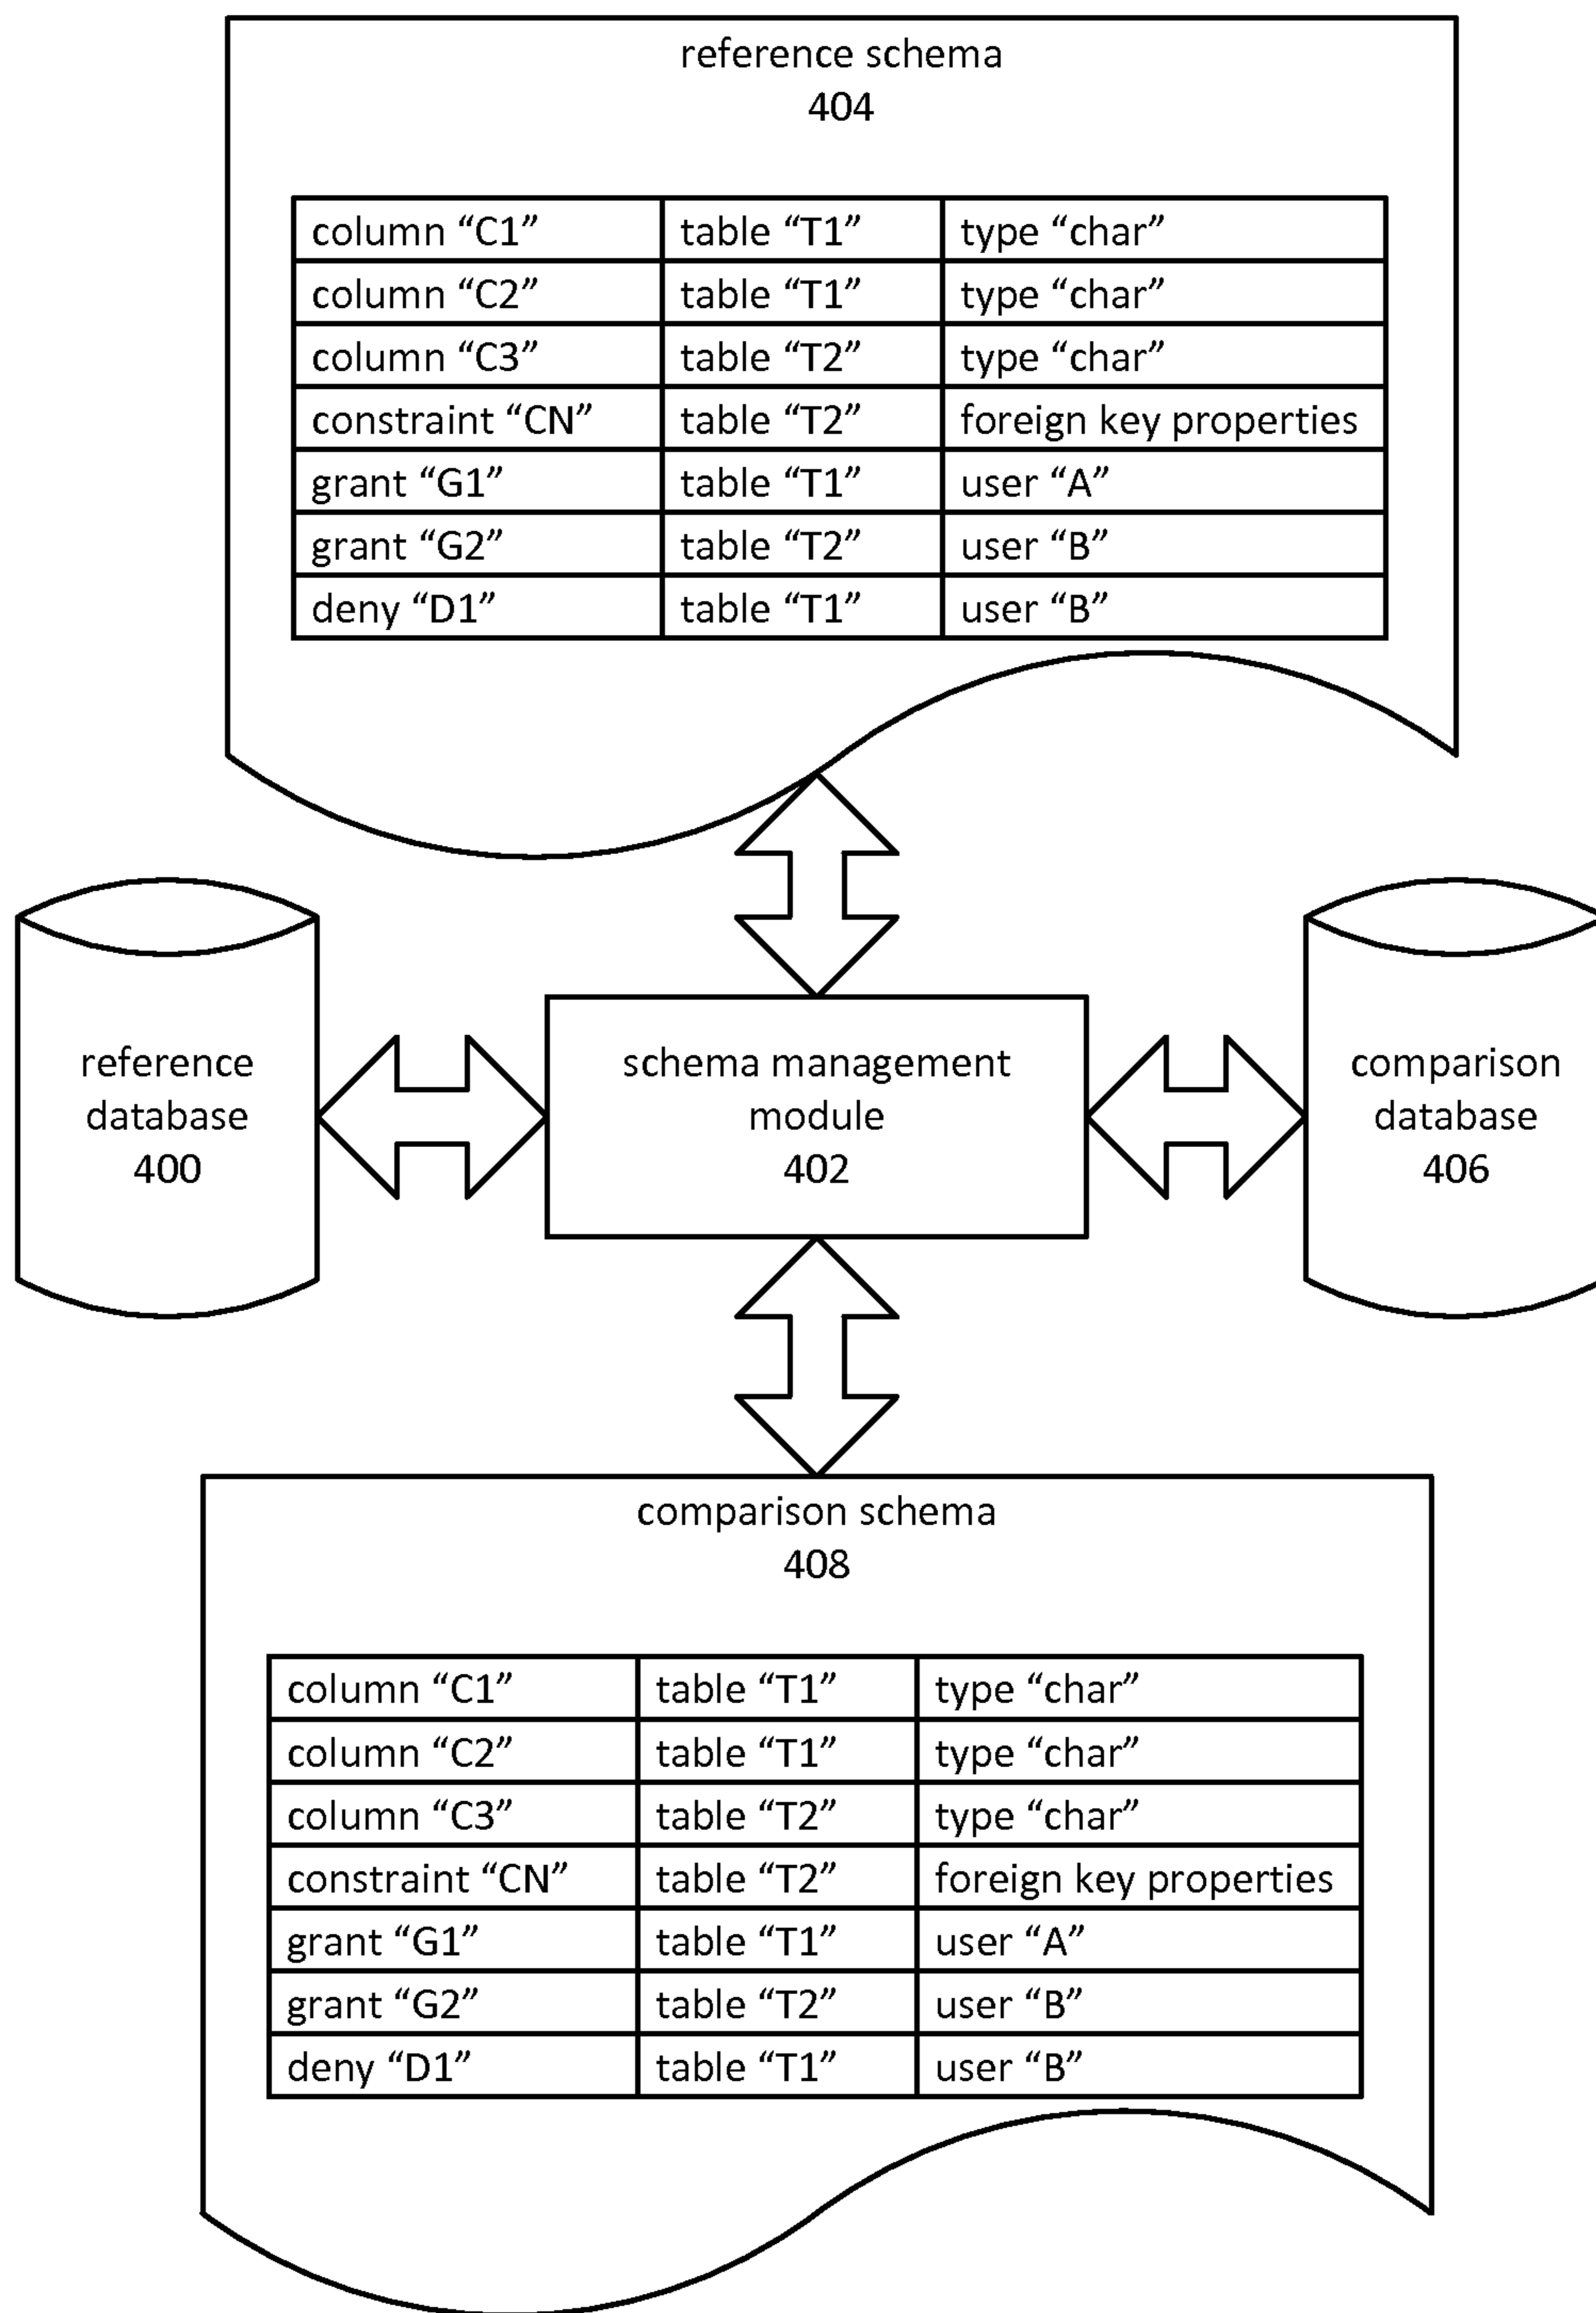 reference schema
404
column “C1” table “T1” type “char”
column “C2” table “T1” type “char”
column “C3” table “T2” type “char”
constraint “CN” table “T2” foreign key properties
grant “G1” table “T1” user “A”
grant “G2” table “T2” user “B”
deny “D1” table “T1” user “B”
reference
database
400
schema management
module
402
comparison
database
406
comparison schema
408
column “C1” table “T1” type “char”
column “C2” table “T1” type “char”
column “C3” table “T2” type “char”
constraint “CN” table “T2” foreign key properties
grant “G1” table “T1” user “A”
grant “G2” table “T2” user “B”
deny “D1” table “T1” user “B”